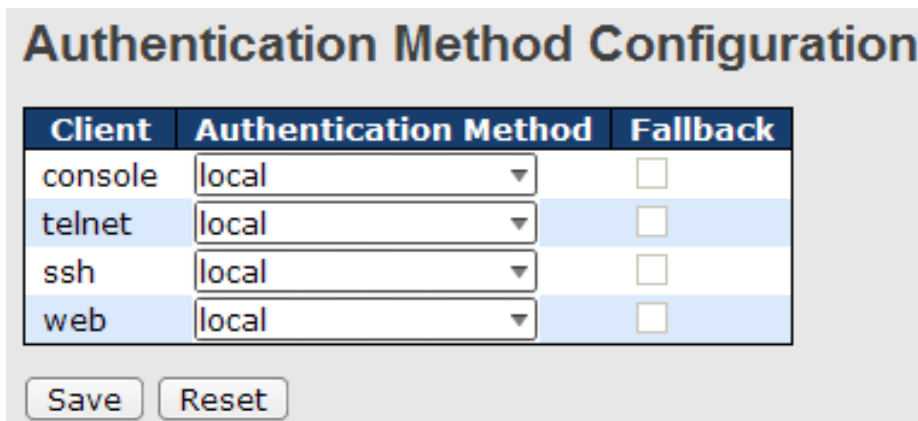 Authentication Method Configuration
Client Authentication Method Fallback
console local
telnet local
ssh local
web local
Save Reset